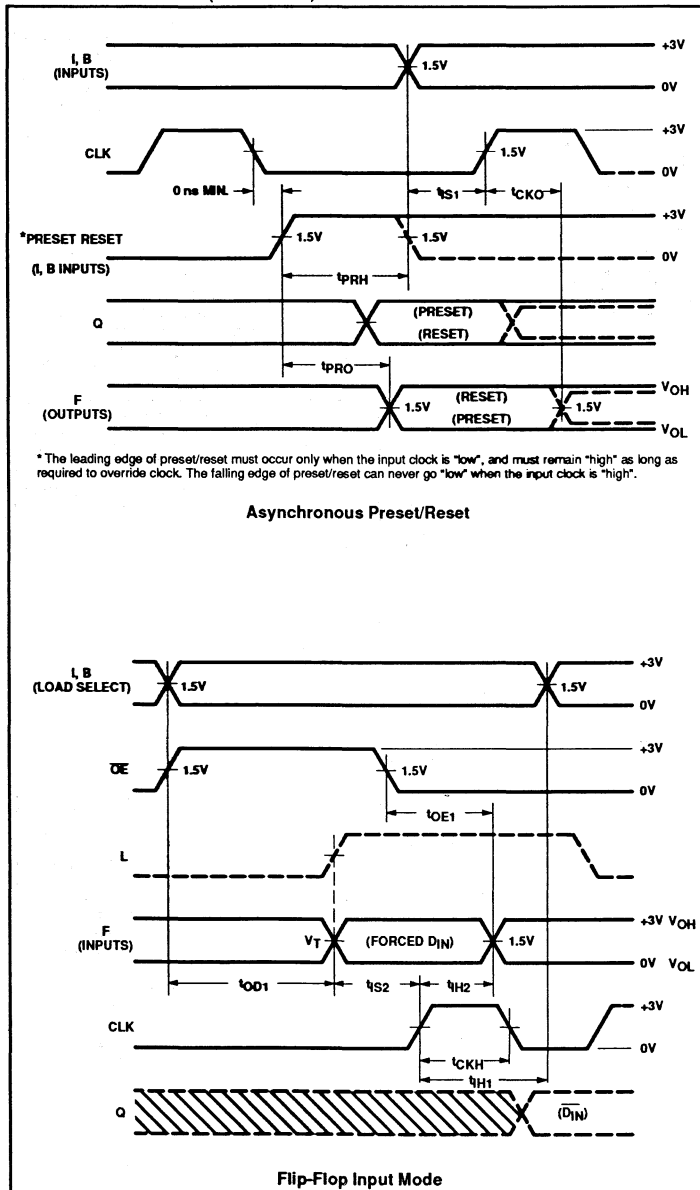 I, B
(INPUTS)
+3V
1.5V
0V
CLK
+3V
1.5V
0V
0 ns MIN.
tIS1
tCKO
*PRESET RESET
(I, B INPUTS)
+3V
1.5V
1.5V
0V
tPRH
Q
(PRESET)
(RESET)
tPRO
F
(OUTPUTS)
VOH
(RESET)
1.5V
1.5V
(PRESET)
VOL
* The leading edge of preset/reset must occur only when the input clock is "low", and must remain "high" as long as
required to override clock. The falling edge of preset/reset can never go "low" when the input clock is "high".
Asynchronous Preset/Reset
I, B
(LOAD SELECT)
+3V
1.5V
1.5V
0V
OE
+3V
1.5V
1.5V
0V
tOE1
L
F
(INPUTS)
+3V VOH
VT
(FORCED DIN)
1.5V
0V VOL
tOD1
tIS2
tIH2
CLK
+3V
0V
tCKH
tIH1
Q
(DIN)
Flip-Flop Input Mode